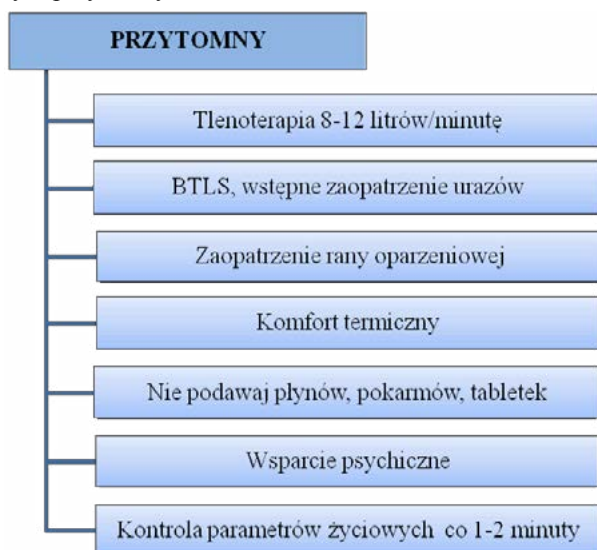 PRZYTOMNY
Tlenoterapia 8-12 litrów/minutę
BTLS, wstępne zaopatrzenie urazów
Zaopatrzenie rany oparzeniowej
Komfort termiczny
Nie podawaj płynów, pokarmów, tabletek
Wsparcie psychiczne
Kontrola parametrów życiowych co 1-2 minuty